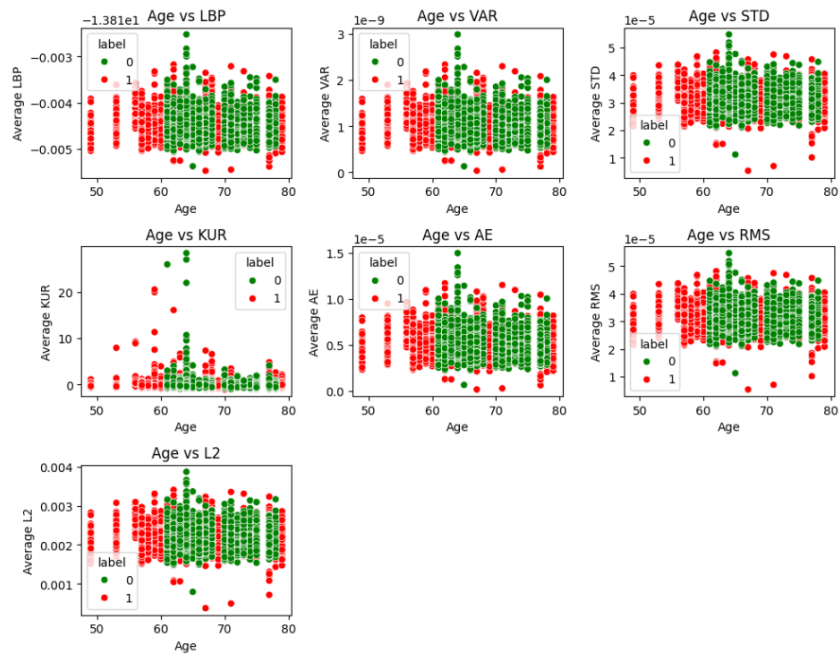 Age vs LBP
−1.381e1
label
0
1
−0.003
−0.004
−0.005
Average LBP
50 60 70 80
Age
Age vs VAR
1e−9
label
0
1
3
2
1
0
Average VAR
50 60 70 80
Age
Age vs STD
1e−5
label
0
1
5
4
3
2
1
Average STD
50 60 70 80
Age
Age vs KUR
label
0
1
20
10
0
Average KUR
50 60 70 80
Age
Age vs AE
1e−5
label
0
1
1.5
1.0
0.5
0.0
Average AE
50 60 70 80
Age
Age vs RMS
1e−5
label
0
1
5
4
3
2
1
Average RMS
50 60 70 80
Age
Age vs L2
label
0
1
0.004
0.003
0.002
0.001
Average L2
50 60 70 80
Age